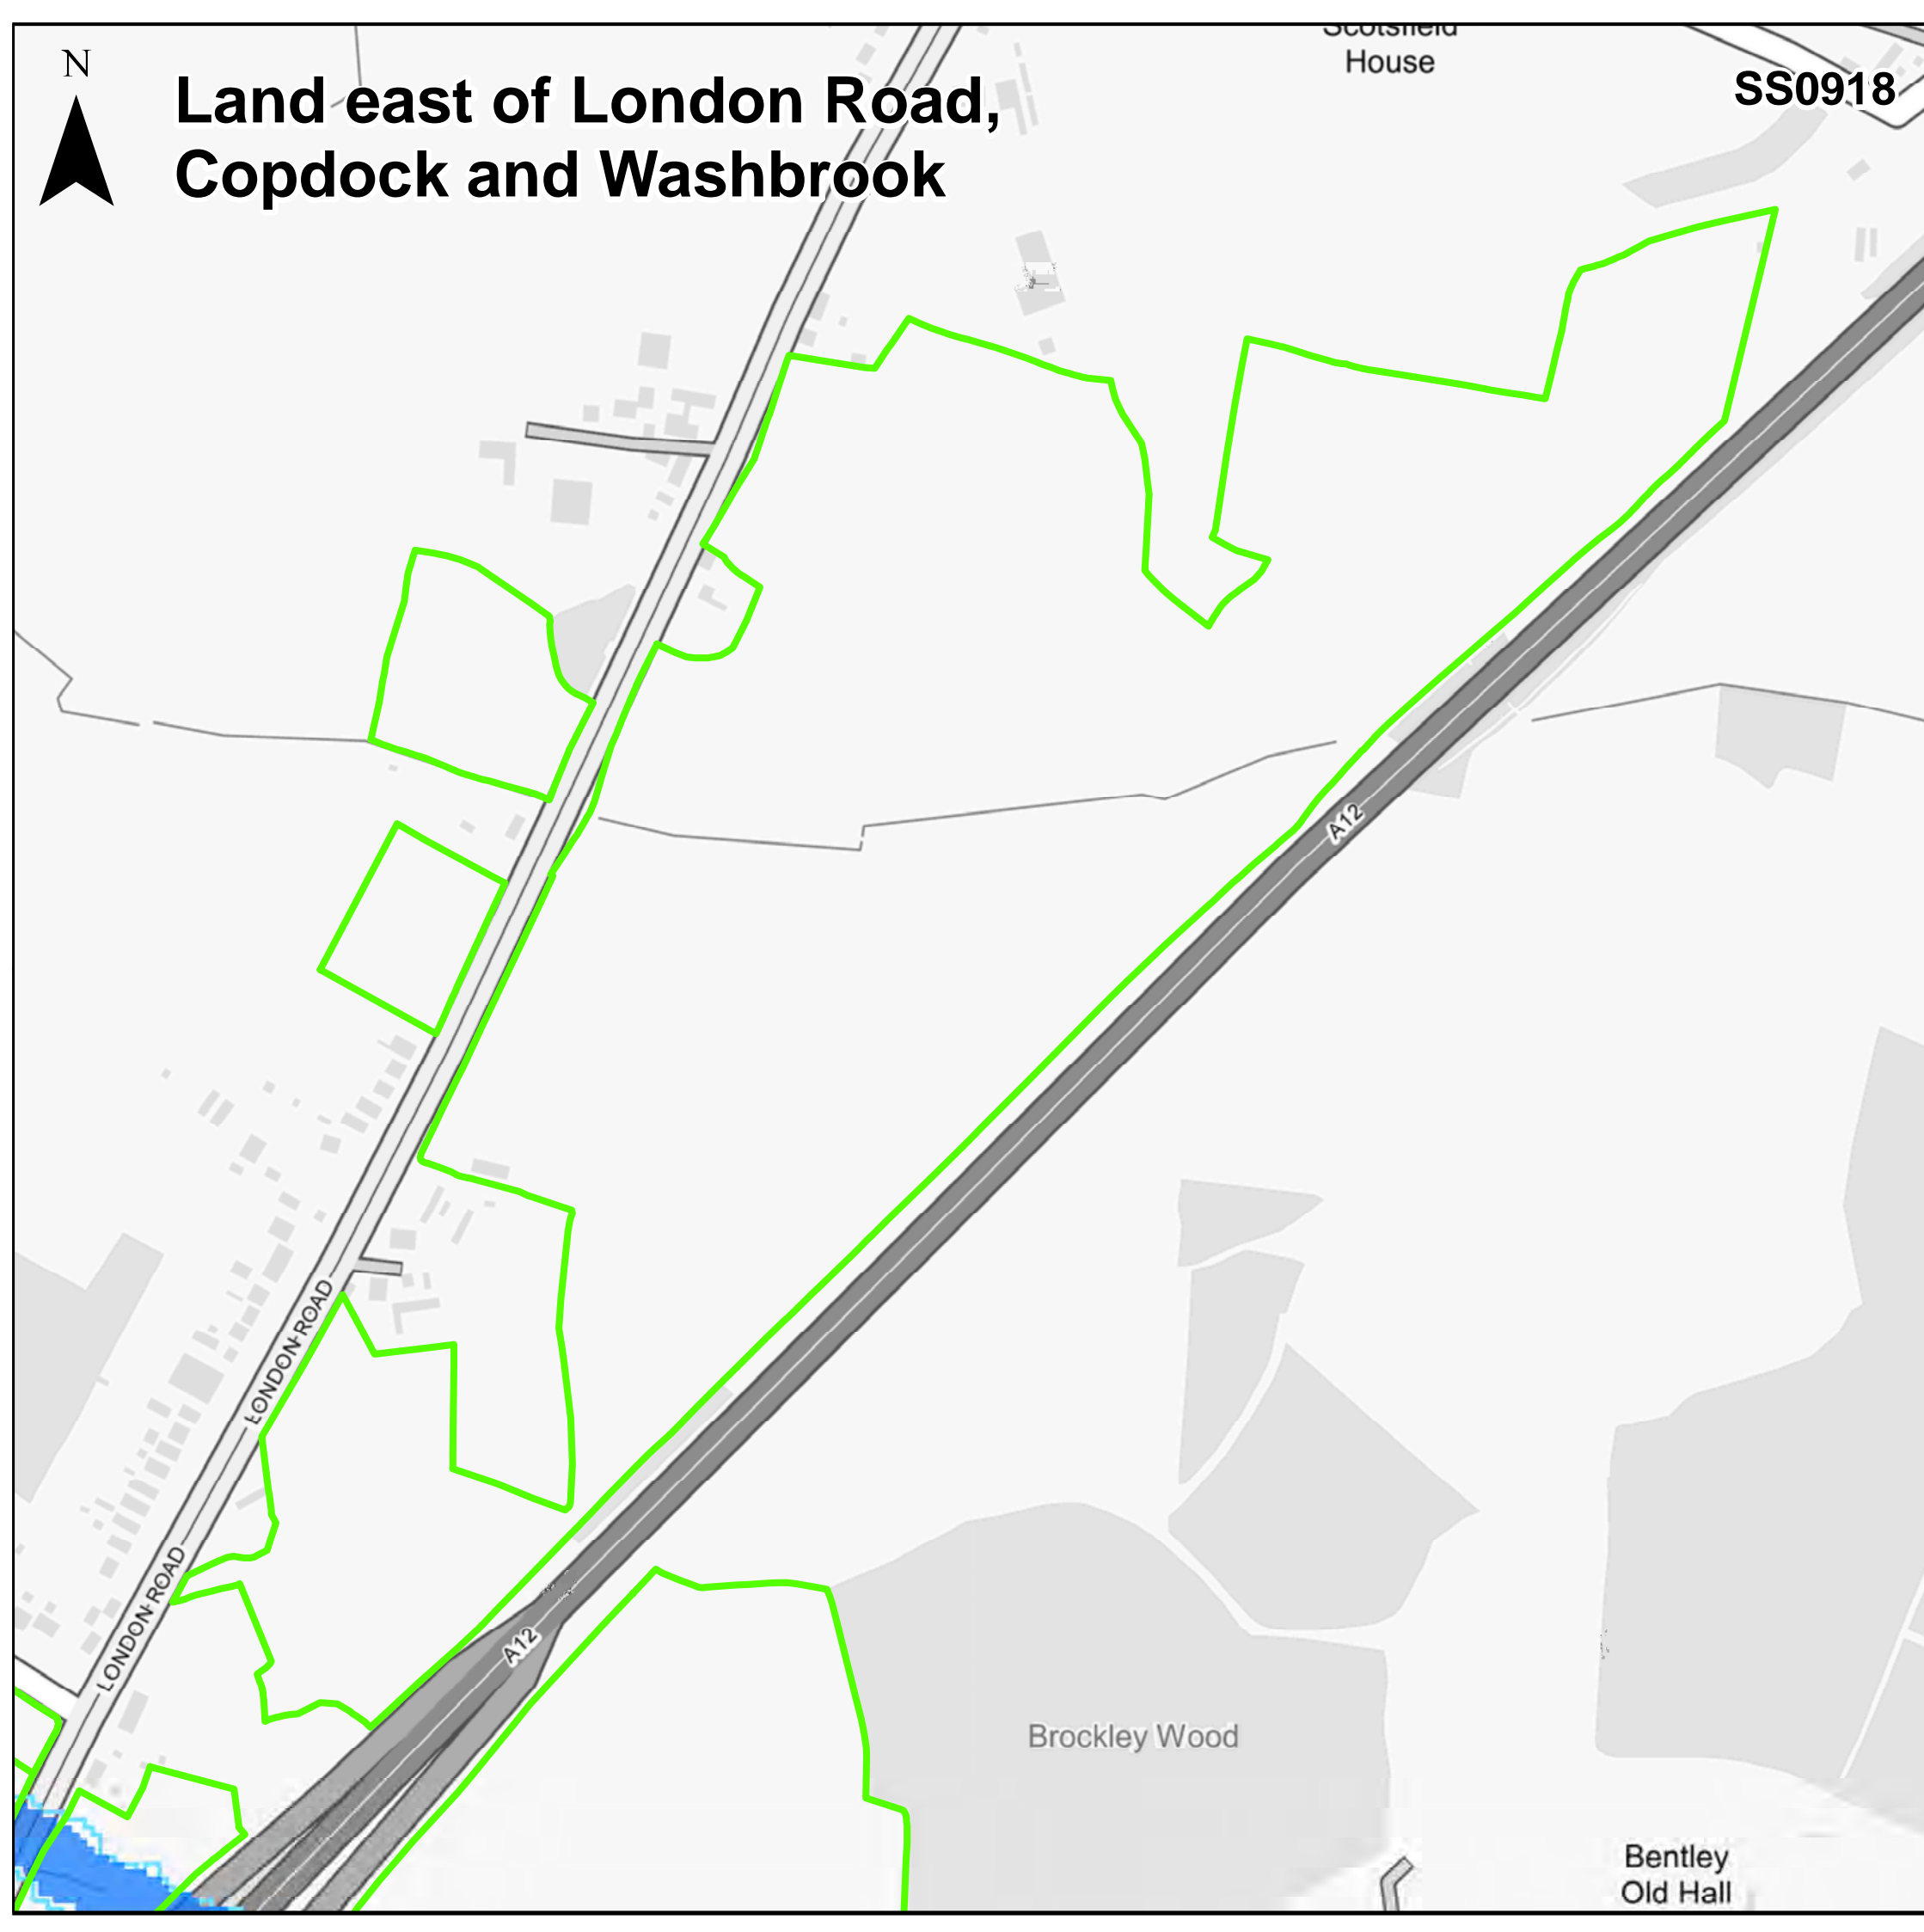 Scotsfield
House
N
Land east of London Road,
Copdock and Washbrook
SS0918
A12
LONDON ROAD
LONDON ROAD
A12
Brockley Wood
Bentley
Old Hall